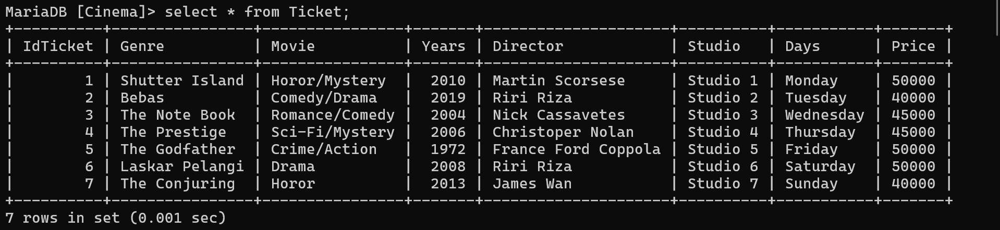 MariaDB [Cinema]> select * from Ticket;
+----------+----------------+----------------+-------+---------------------+----------+-----------+-------+
| IdTicket | Genre          | Movie          | Years | Director            | Studio   | Days      | Price |
+----------+----------------+----------------+-------+---------------------+----------+-----------+-------+
|        1 | Shutter Island | Horor/Mystery  |  2010 | Martin Scorsese     | Studio 1 | Monday    | 50000 |
|        2 | Bebas          | Comedy/Drama   |  2019 | Riri Riza           | Studio 2 | Tuesday   | 40000 |
|        3 | The Note Book  | Romance/Comedy |  2004 | Nick Cassavetes     | Studio 3 | Wednesday | 45000 |
|        4 | The Prestige   | Sci-Fi/Mystery |  2006 | Christoper Nolan    | Studio 4 | Thursday  | 45000 |
|        5 | The Godfather  | Crime/Action   |  1972 | France Ford Coppola | Studio 5 | Friday    | 50000 |
|        6 | Laskar Pelangi | Drama          |  2008 | Riri Riza           | Studio 6 | Saturday  | 50000 |
|        7 | The Conjuring  | Horor          |  2013 | James Wan           | Studio 7 | Sunday    | 40000 |
+----------+----------------+----------------+-------+---------------------+----------+-----------+-------+
7 rows in set (0.001 sec)